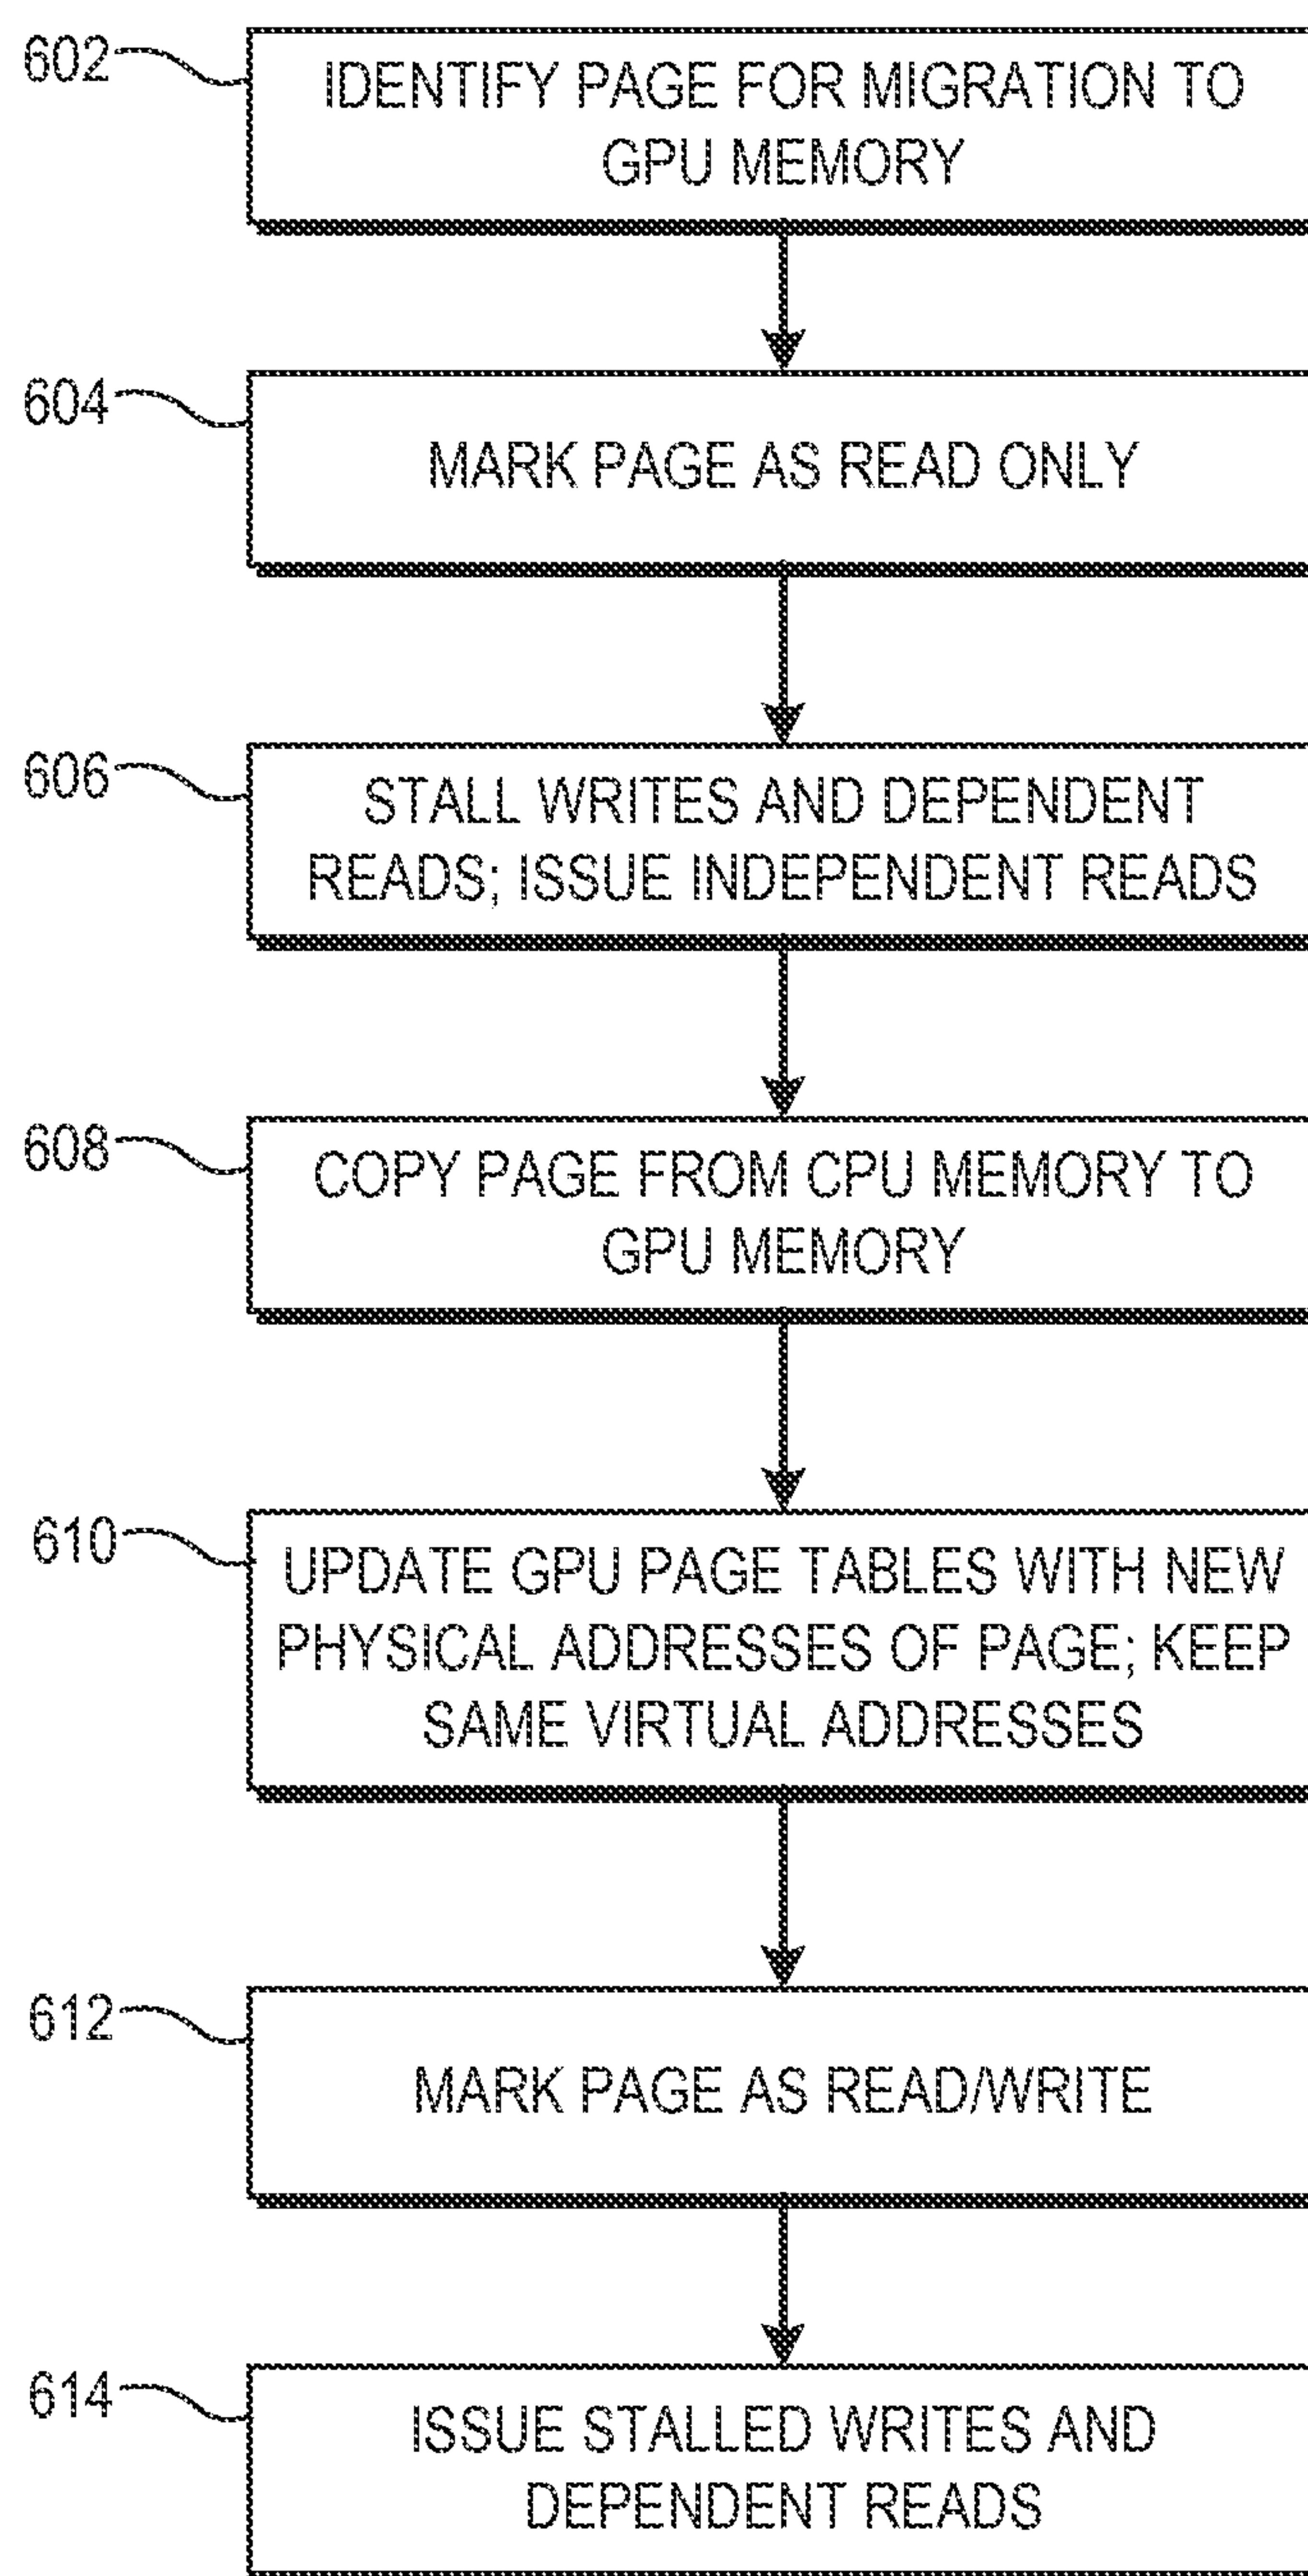 602
IDENTIFY PAGE FOR MIGRATION TO
GPU MEMORY
604
MARK PAGE AS READ ONLY
606
STALL WRITES AND DEPENDENT
READS; ISSUE INDEPENDENT READS
608
COPY PAGE FROM CPU MEMORY TO
GPU MEMORY
610
UPDATE GPU PAGE TABLES WITH NEW
PHYSICAL ADDRESSES OF PAGE; KEEP
SAME VIRTUAL ADDRESSES
612
MARK PAGE AS READ/WRITE
614
ISSUE STALLED WRITES AND
DEPENDENT READS